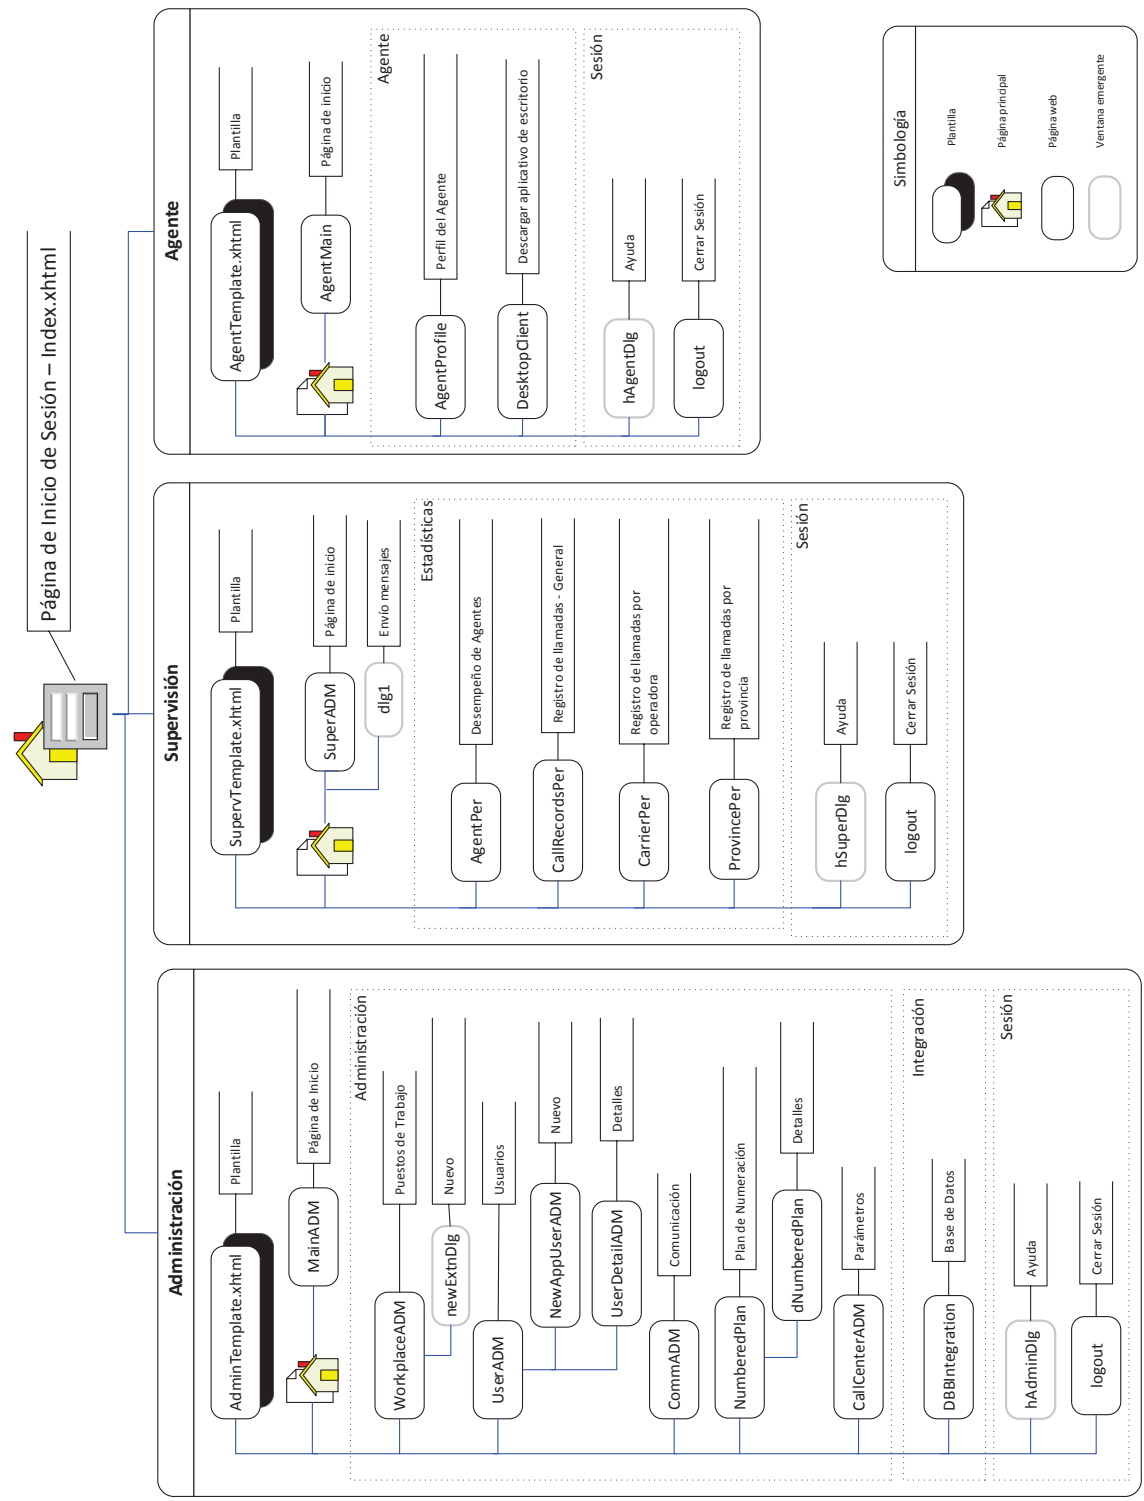 Página de Inicio de Sesión – Index.xhtml
Administración
AdminTemplate.xhtml
Plantilla
MainADM
Página de Inicio
Administración
WorkplaceADM
Puestos de Trabajo
newExtnDlg
Nuevo
UserADM
Usuarios
NewAppUserADM
Nuevo
UserDetailADM
Detalles
CommADM
Comunicación
NumberedPlan
Plan de Numeración
dNumberedPlan
Detalles
CallCenterADM
Parámetros
Integración
DBBIntegration
Base de Datos
Sesión
hAdminDlg
Ayuda
logout
Cerrar Sesión
Supervisión
SupervTemplate.xhtml
Plantilla
SuperADM
Página de inicio
dlg1
Envío mensajes
Estadísticas
AgentPer
Desempeño de Agentes
CallRecordsPer
Registro de llamadas - General
CarrierPer
Registro de llamadas por
operadora
ProvincePer
Registro de llamadas por
provincia
Sesión
hSuperDlg
Ayuda
logout
Cerrar Sesión
Agente
AgentTemplate.xhtml
Plantilla
AgentMain
Página de inicio
Agente
AgentProfile
Perfil del Agente
DesktopClient
Descargar aplicativo de escritorio
Sesión
hAgentDlg
Ayuda
logout
Cerrar Sesión
Simbología
Plantilla
Página principal
Página web
Ventana emergente